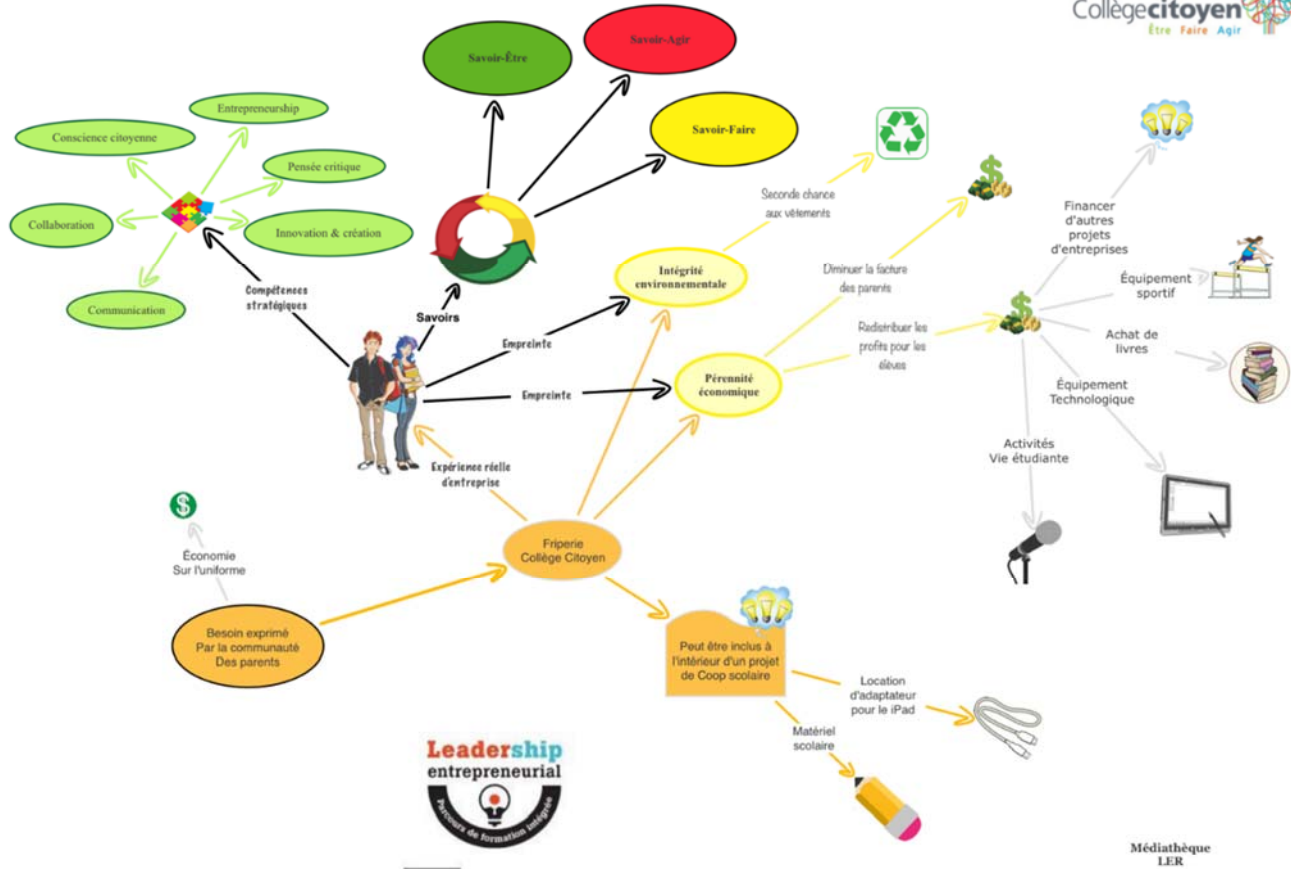 Collègecitoyen
Être Faire Agir
Savoir-Être
Savoir-Agir
Savoir-Faire
Entrepreneurship
Conscience citoyenne
Pensée critique
Collaboration
Innovation & création
Communication
Compétences
stratégiques
Savoirs
Empreinte
Empreinte
Intégrité
environnementale
Pérennité
économique
Seconde chance
aux vêtements
Diminuer la facture
des parents
Redistribuer les
profits pour les
élèves
Financer
d'autres
projets
d'entreprises
Équipement
sportif
Achat de
livres
Équipement
Technologique
Activités
Vie étudiante
Expérience réelle
d'entreprise
Friperie
Collège Citoyen
$
Économie
Sur l'uniforme
Besoin exprimé
Par la communauté
Des parents
Peut être inclus à
l'intérieur d'un projet
de Coop scolaire
Location
d'adaptateur
pour le iPad
Matériel
scolaire
Leadership
entrepreneurial
Parcours de formation intégrée
Médiathèque
LER